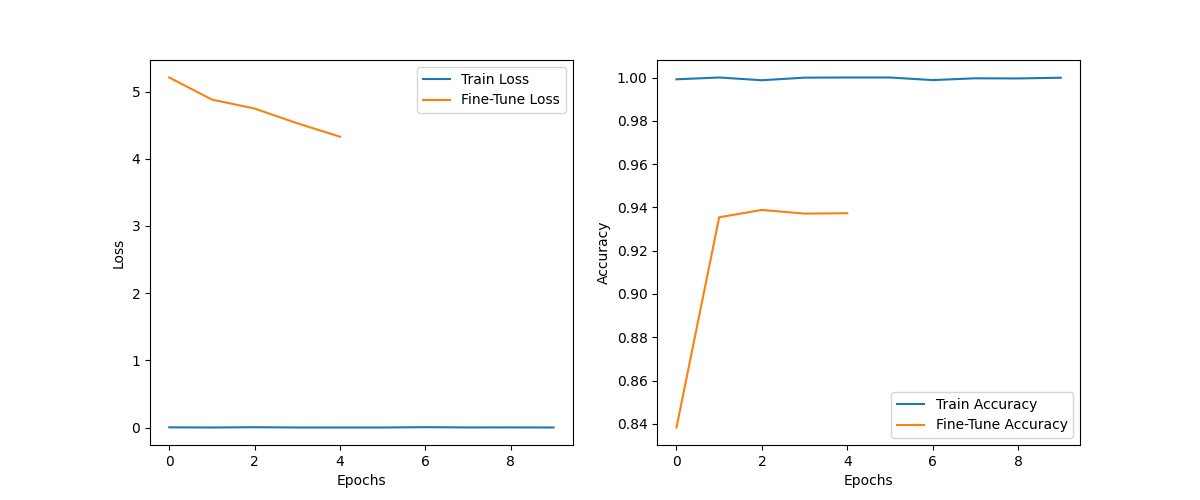 Train Loss
Fine-Tune Loss
5
4
3
2
1
0
Loss
0 2 4 6 8
Epochs
1.00
0.98
0.96
0.94
0.92
0.90
0.88
0.86
0.84
Accuracy
Train Accuracy
Fine-Tune Accuracy
0 2 4 6 8
Epochs